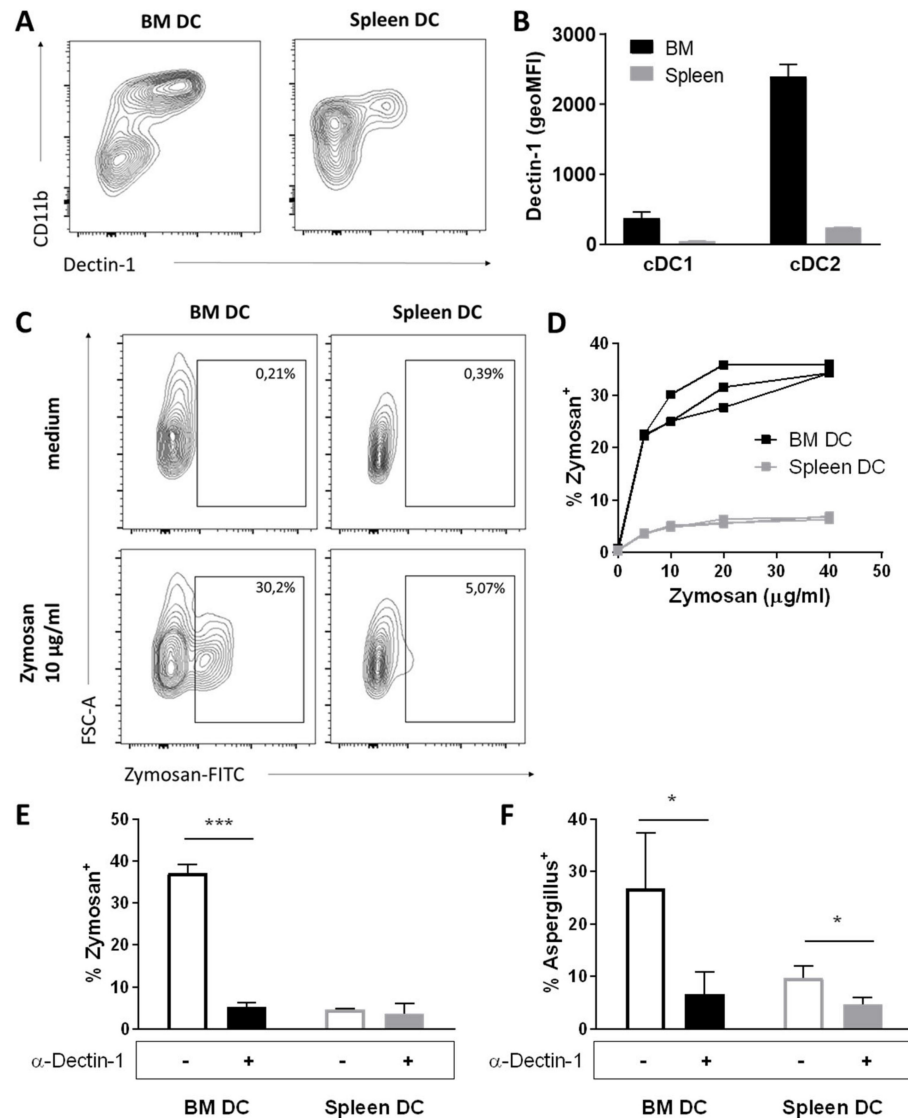 A
BM DC
Spleen DC
CD11b
Dectin-1
B
Dectin-1 (geoMFI)
3000
2000
1000
0
BM
Spleen
cDC1
cDC2
C
BM DC
Spleen DC
medium
0,21%
0,39%
Zymosan
10 µg/ml
30,2%
5,07%
FSC-A
Zymosan-FITC
D
% Zymosan+
40
30
20
10
0
BM DC
Spleen DC
0 10 20 30 40 50
Zymosan (µg/ml)
E
% Zymosan+
50
40
30
20
10
0
***
α-Dectin-1 - + - +
BM DC Spleen DC
F
% Aspergillus+
40
30
20
10
0
*
*
α-Dectin-1 - + - +
BM DC Spleen DC